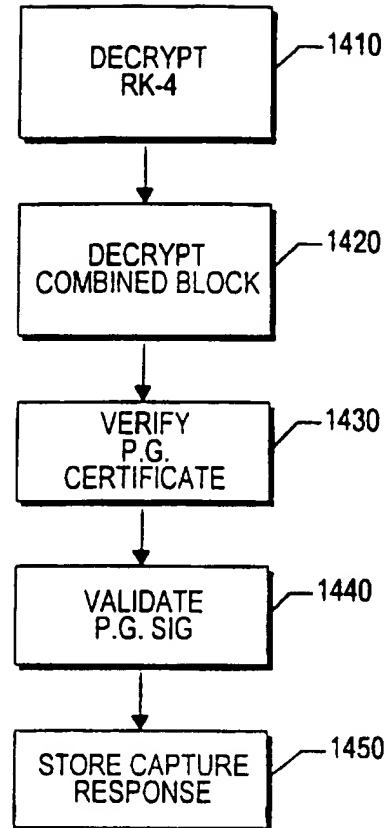 DECRYPT
RK-4
1410
DECRYPT
COMBINED BLOCK
1420
VERIFY
P.G.
CERTIFICATE
1430
VALIDATE
P.G. SIG
1440
STORE CAPTURE
RESPONSE
1450